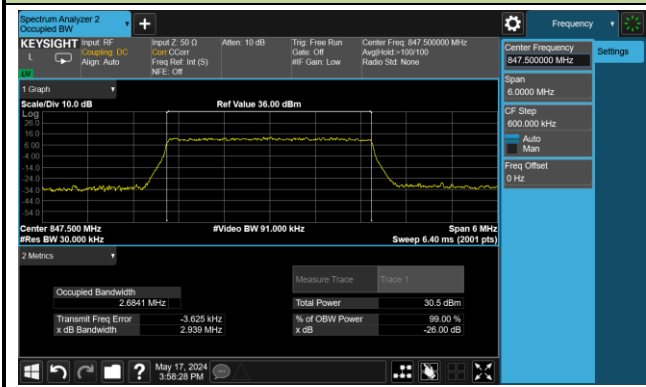 Spectrum Analyzer 2
Occupied BW
Frequency
KEYSIGHT
L
Input: RF
Coupling: DC
Align: Auto
Input Z: 50 Ω
Corr CCorr
Freq Ref: Int (S)
NFE: Off
Atten: 10 dB
Trig: Free Run
Gate: Off
#IF Gain: Low
Center Freq: 847.500000 MHz
Avg|Hold:>100/100
Radio Std: None
Center Frequency
847.500000 MHz
Settings
Span
6.0000 MHz
CF Step
600.000 kHz
Auto
Man
Freq Offset
0 Hz
1 Graph
Scale/Div 10.0 dB
Ref Value 36.00 dBm
Log
26.0
16.0
6.00
-4.00
-14.0
-24.0
-34.0
-44.0
-54.0
Center 847.500 MHz
#Video BW 91.000 kHz
Span 6 MHz
#Res BW 30.000 kHz
Sweep 6.40 ms (2001 pts)
2 Metrics
Measure Trace
Trace 1
Occupied Bandwidth
2.6841 MHz
Total Power
30.5 dBm
Transmit Freq Error
-3.625 kHz
% of OBW Power
99.00 %
x dB Bandwidth
2.939 MHz
x dB
-26.00 dB
May 17, 2024
3:58:28 PM